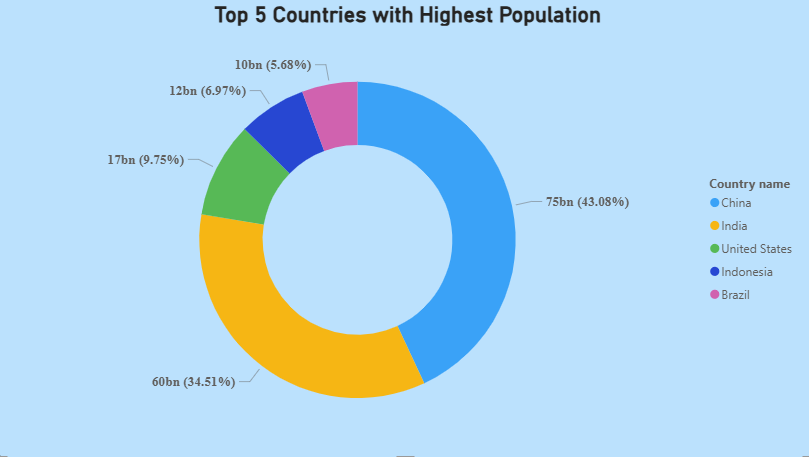 Top 5 Countries with Highest Population
10bn (5.68%)
12bn (6.97%)
17bn (9.75%)
75bn (43.08%)
60bn (34.51%)
Country name
China
India
United States
Indonesia
Brazil